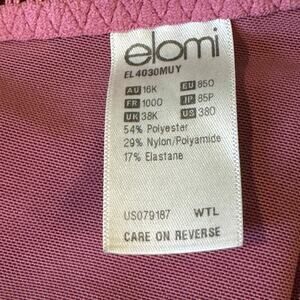 elomi
EL4030MUY
AU 16K EU 85O
FR 100O JP 85P
UK 38K US 38O
54% Polyester
29% Nylon/Polyamide
17% Elastane
US079187 WTL
CARE ON REVERSE